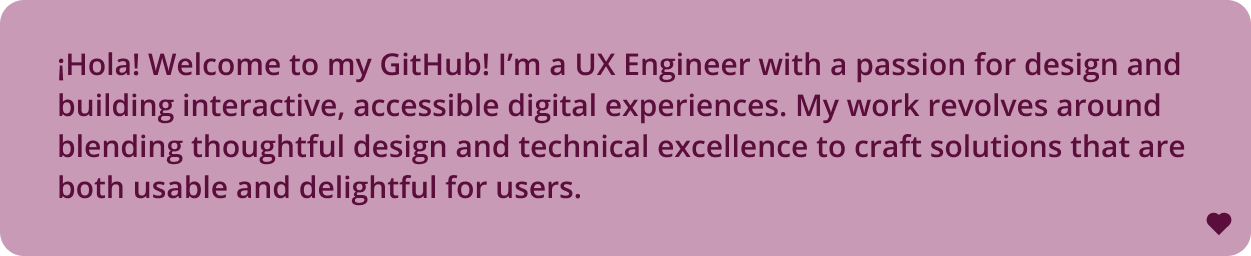 ¡Hola! Welcome to my GitHub! I’m a UX Engineer with a passion for design and
building interactive, accessible digital experiences. My work revolves around
blending thoughtful design and technical excellence to craft solutions that are
both usable and delightful for users.